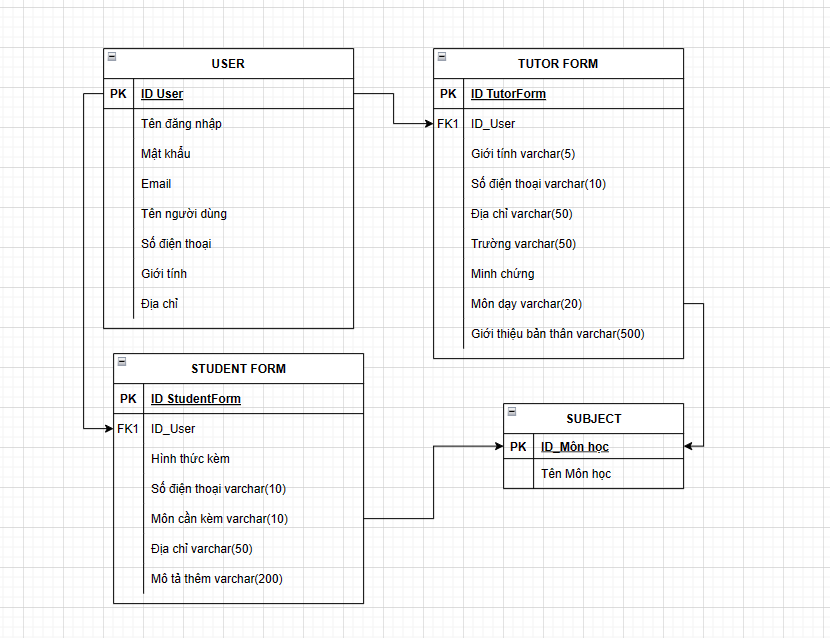 USER
PK ID User
Tên đăng nhập
Mật khẩu
Email
Tên người dùng
Số điện thoại
Giới tính
Địa chỉ
TUTOR FORM
PK ID TutorForm
FK1 ID_User
Giới tính varchar(5)
Số điện thoại varchar(10)
Địa chỉ varchar(50)
Trường varchar(50)
Minh chứng
Môn dạy varchar(20)
Giới thiệu bản thân varchar(500)
STUDENT FORM
PK ID StudentForm
FK1 ID_User
Hình thức kèm
Số điện thoại varchar(10)
Môn cần kèm varchar(10)
Địa chỉ varchar(50)
Mô tả thêm varchar(200)
SUBJECT
PK ID_Môn học
Tên Môn học